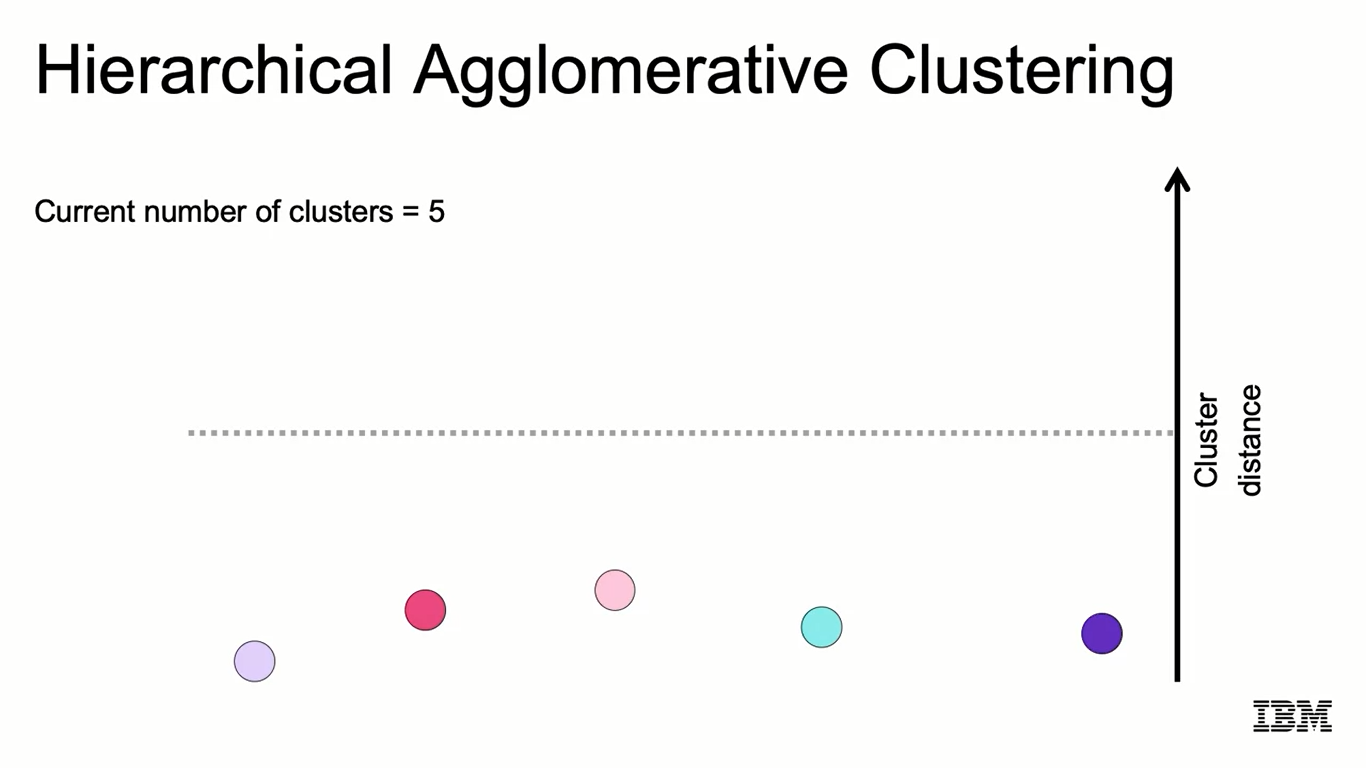 Hierarchical Agglomerative Clustering
Current number of clusters = 5
Cluster
distance
IBM